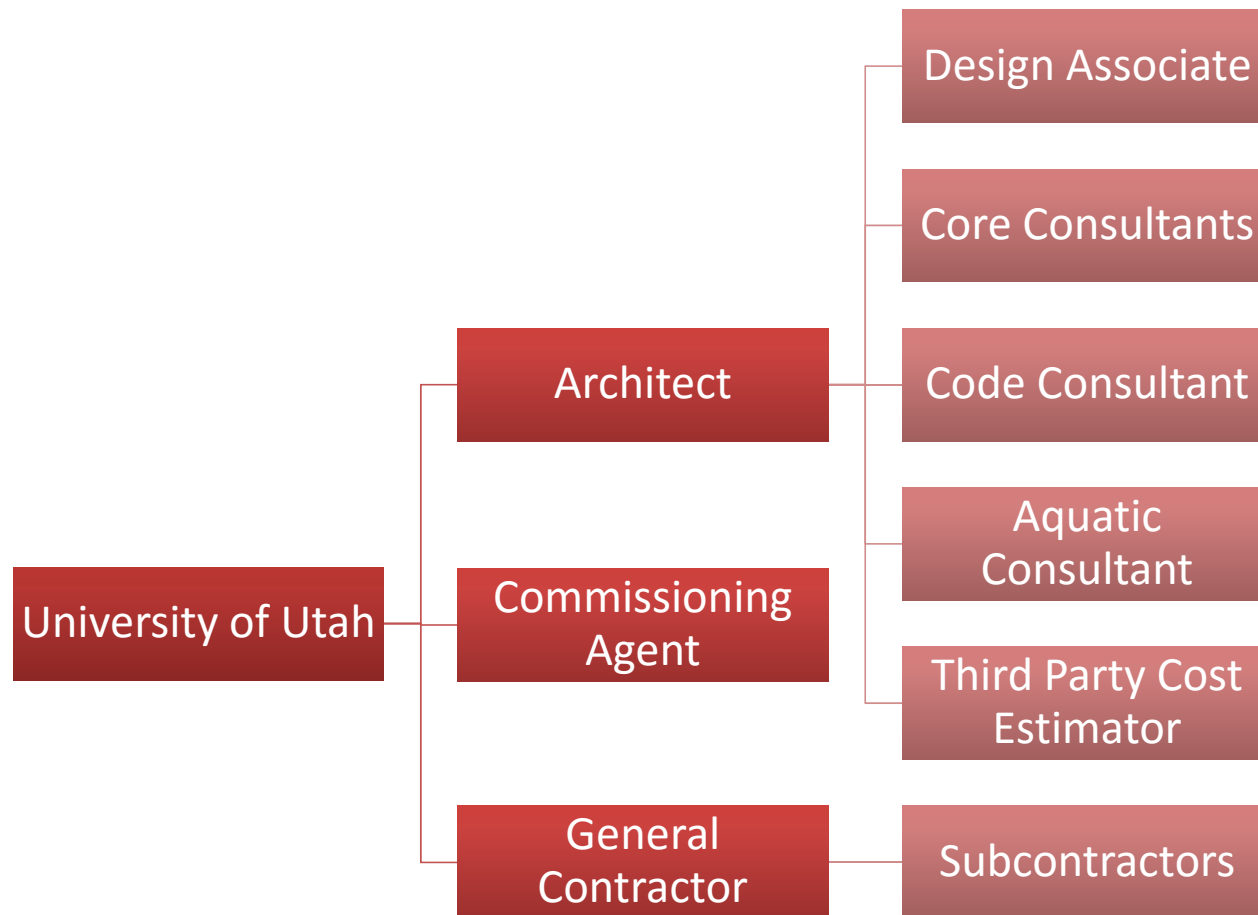 Design Associate
Core Consultants
Architect
Code Consultant
Aquatic
Consultant
University of Utah
Commissioning
Agent
Third Party Cost
Estimator
General
Contractor
Subcontractors